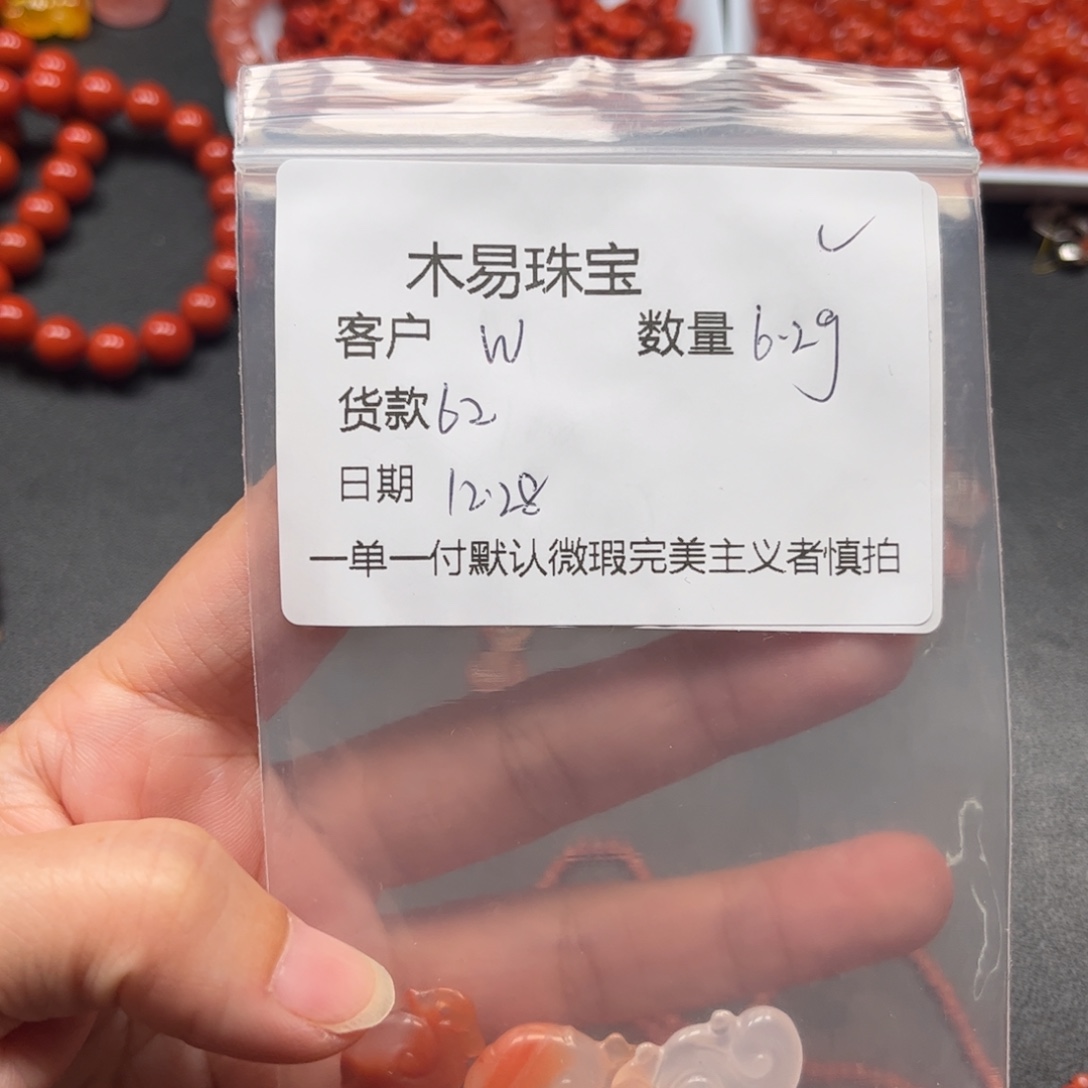 木易珠宝
客户 W 数量 6.2g
货款 62
日期 12.28
一单一付默认微瑕完美主义者慎拍